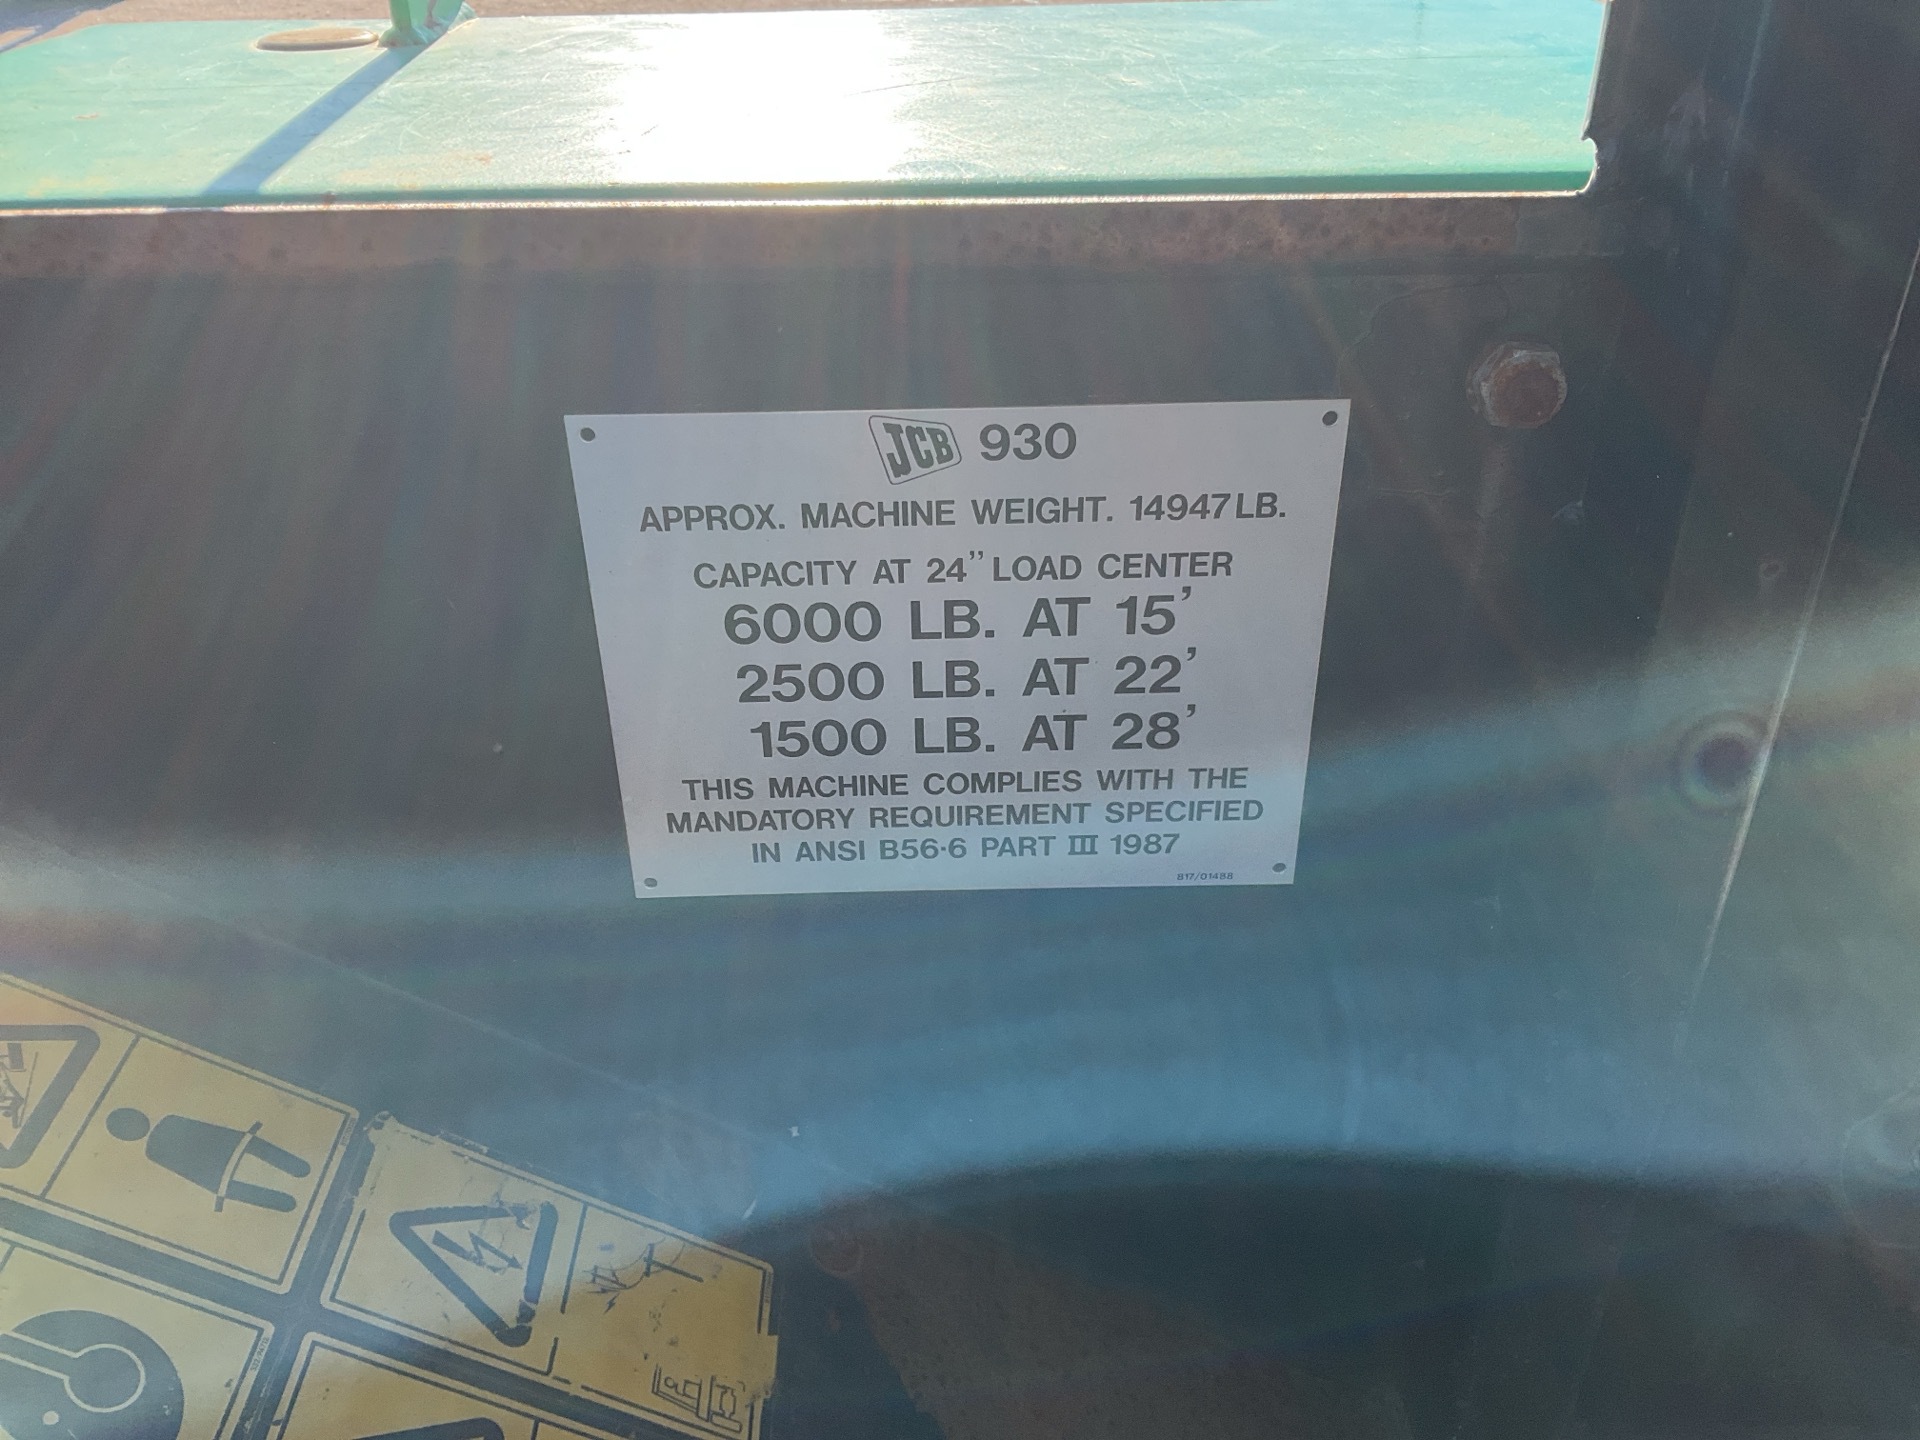 JCB 930
APPROX. MACHINE WEIGHT. 14947LB.
CAPACITY AT 24" LOAD CENTER
6000 LB. AT 15'
2500 LB. AT 22'
1500 LB. AT 28'
THIS MACHINE COMPLIES WITH THE
MANDATORY REQUIREMENT SPECIFIED
IN ANSI B56·6 PART III 1987
817/01488